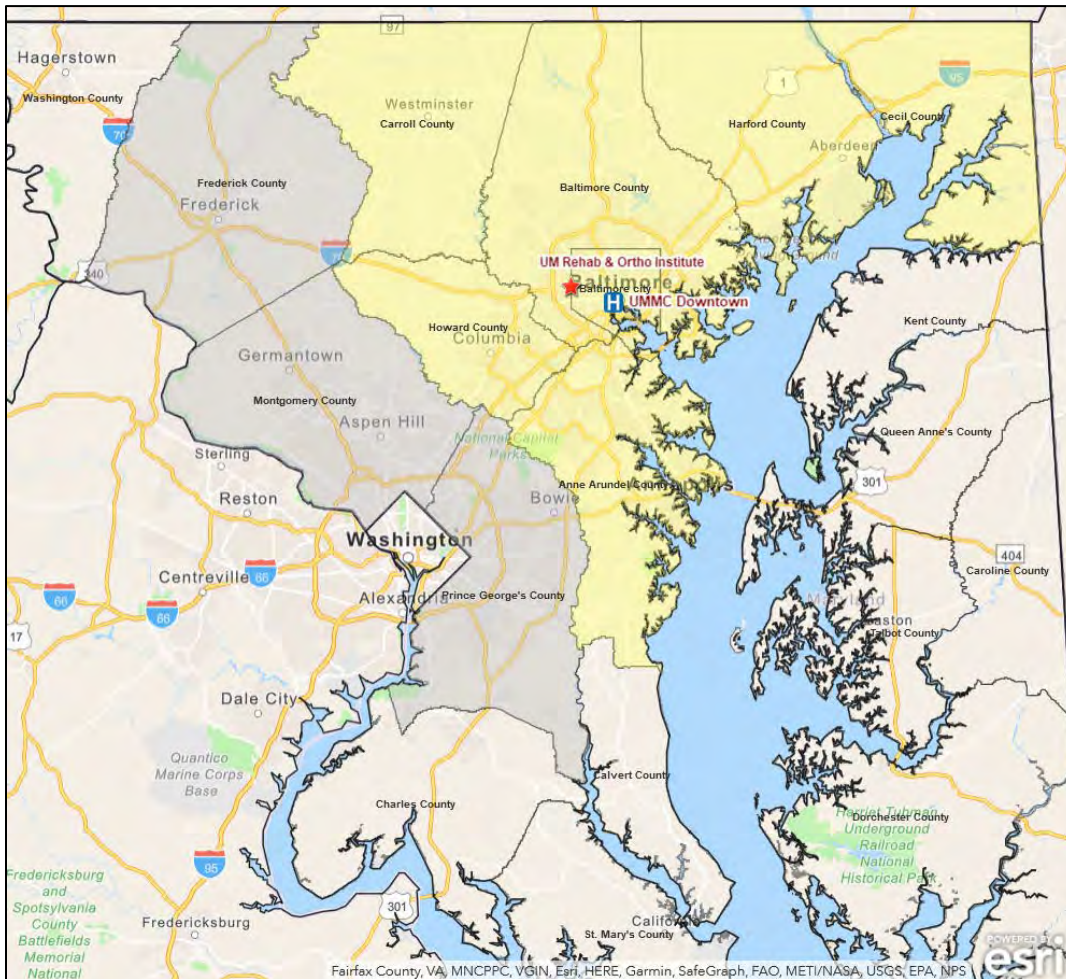 97
Hagerstown
Washington County
70
Westminster
Carroll County
1
95
Harford County
Cecil County
Aberdeen
Frederick County
Frederick
Baltimore County
340
70
UM Rehab & Ortho Institute
Baltimore
Baltimore city
H UMMC Downtown
Howard County
Columbia
Kent County
Germantown
Montgomery County
Aspen Hill
National Capital
Parks
Queen Anne's County
Sterling
Reston
Bowie
Anne Arundel County
301
Washington
404
Centreville
66
66
66
Caroline County
Prince George's County
Alexandria
Maryland
Easton
Talbot County
17
Dale City
Quantico
Marine Corps
Base
Calvert County
Charles County
Dorchester County
Harriet Tubman
Underground
Railroad
National
Historical Park
95
Fredericksburg
and
Spotsylvania
County
Battlefields
Memorial
National
301
Fredericksburg
California
St. Mary's County
POWERED BY
esri
Fairfax County, VA, MNCPPC, VGIN, Esri, HERE, Garmin, SafeGraph, FAO, METI/NASA, USGS, EPA, NPS